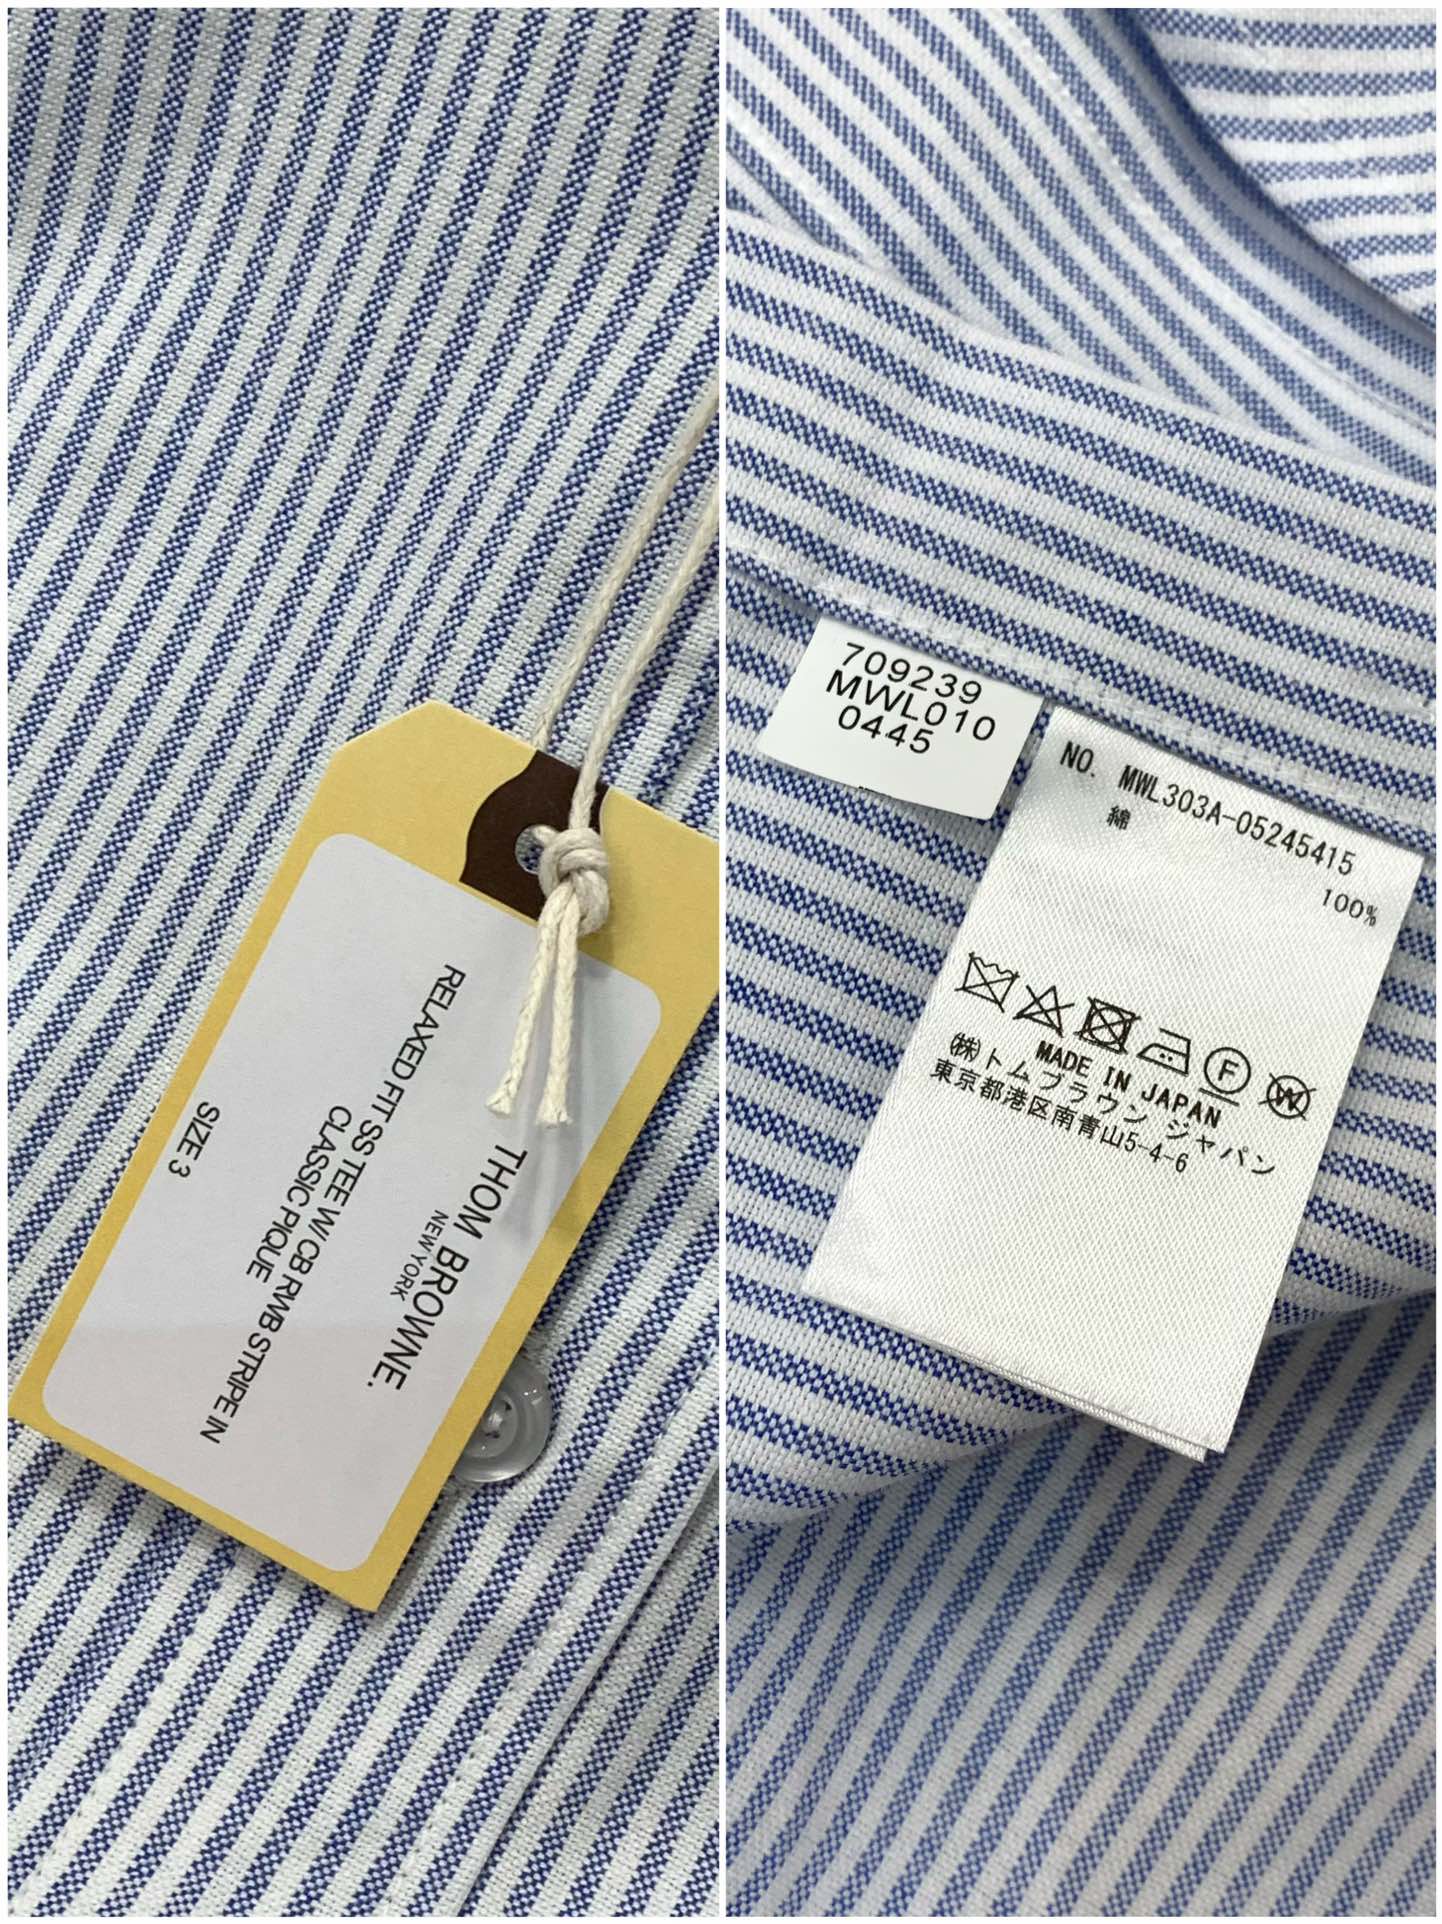 THOM BROWNE.
NEW YORK
RELAXED FIT SS TEE W/ CB RWB STRIPE IN
CLASSIC PIQUE
SIZE 3
709239
MWL010
0445
NO. MWL303A-05245415
綿
100%
F
W
MADE IN JAPAN
㈱トムブラウン ジャパン
東京都港区南青山5-4-6